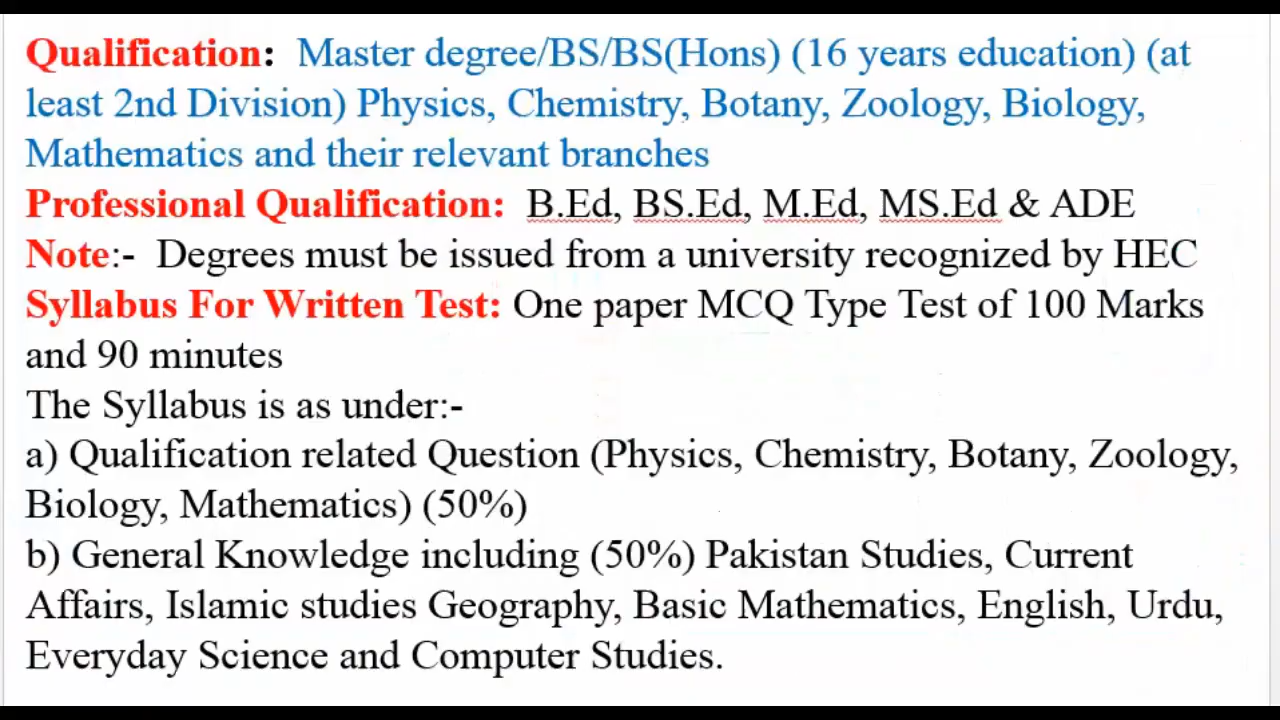 Qualification: Master degree/BS/BS(Hons) (16 years education) (at
least 2nd Division) Physics, Chemistry, Botany, Zoology, Biology,
Mathematics and their relevant branches
Professional Qualification: B.Ed, BS.Ed, M.Ed, MS.Ed & ADE
Note:- Degrees must be issued from a university recognized by HEC
Syllabus For Written Test: One paper MCQ Type Test of 100 Marks
and 90 minutes
The Syllabus is as under:-
a) Qualification related Question (Physics, Chemistry, Botany, Zoology,
Biology, Mathematics) (50%)
b) General Knowledge including (50%) Pakistan Studies, Current
Affairs, Islamic studies Geography, Basic Mathematics, English, Urdu,
Everyday Science and Computer Studies.